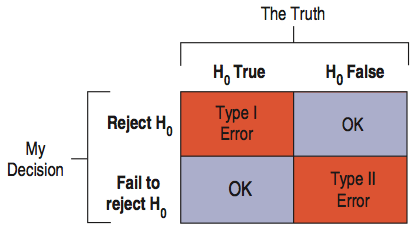 The Truth
H₀ True
H₀ False
My
Decision
Reject H₀
Type I
Error
OK
Fail to
reject H₀
OK
Type II
Error